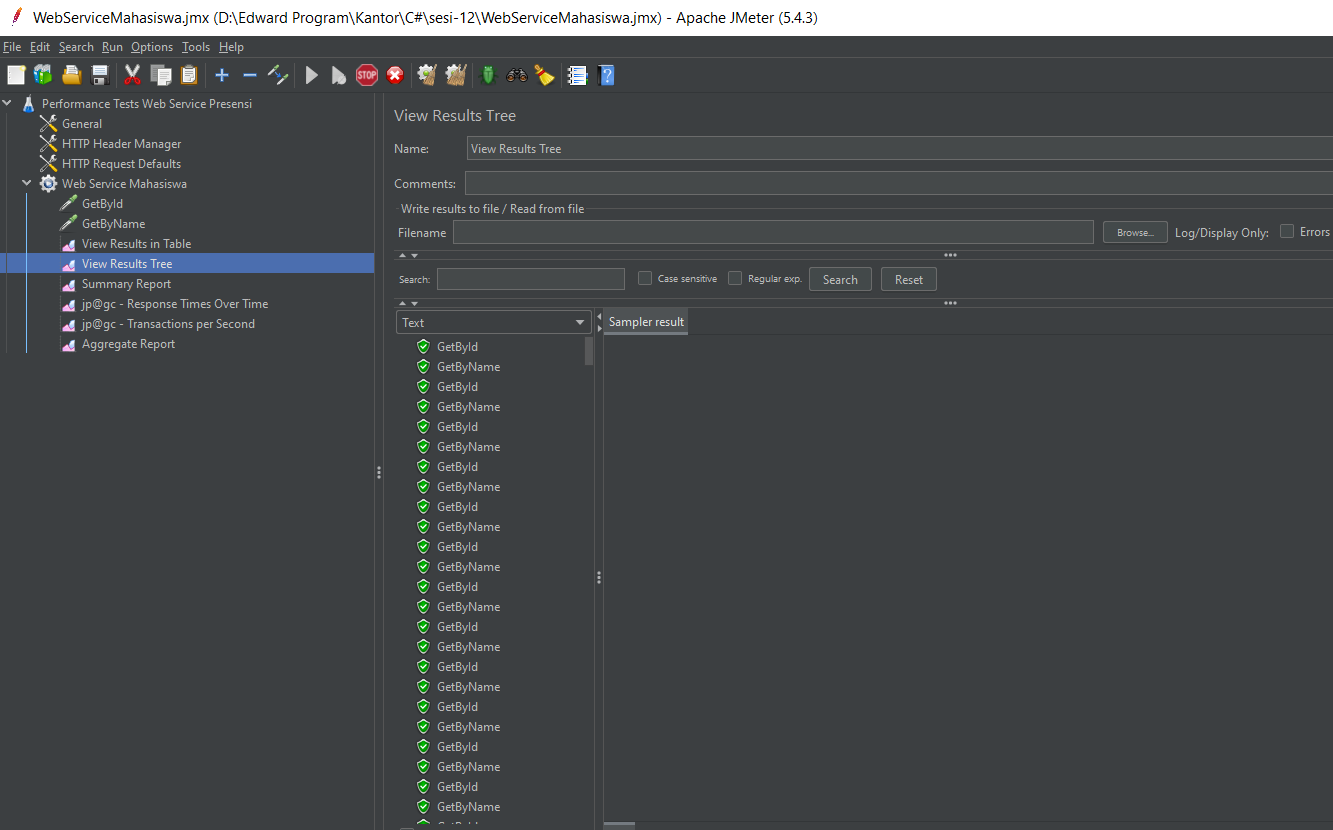 WebServiceMahasiswa.jmx (D:\Edward Program\Kantor\C#\sesi-12\WebServiceMahasiswa.jmx) - Apache JMeter (5.4.3)
File Edit Search Run Options Tools Help
STOP
?
Performance Tests Web Service Presensi
General
HTTP Header Manager
HTTP Request Defaults
Web Service Mahasiswa
GetById
GetByName
View Results in Table
View Results Tree
Summary Report
jp@gc - Response Times Over Time
jp@gc - Transactions per Second
Aggregate Report
View Results Tree
Name: View Results Tree
Comments:
Write results to file / Read from file
Filename Browse... Log/Display Only: Errors
Search: Case sensitive Regular exp. Search Reset
Text
Sampler result
GetById
GetByName
GetById
GetByName
GetById
GetByName
GetById
GetByName
GetById
GetByName
GetById
GetByName
GetById
GetByName
GetById
GetByName
GetById
GetByName
GetById
GetByName
GetById
GetByName
GetById
GetByName